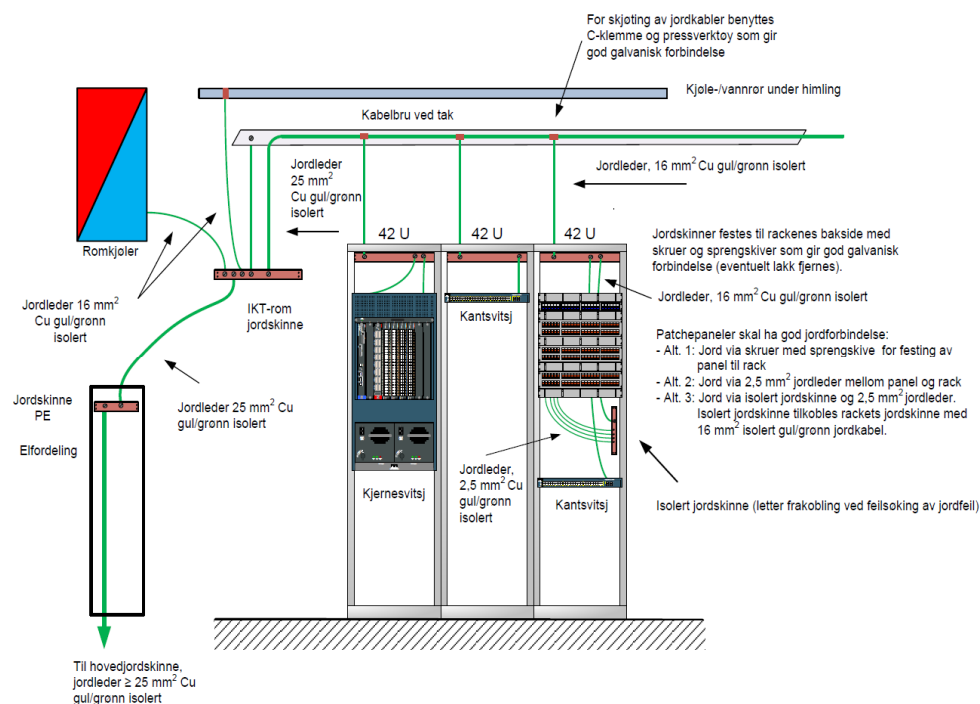 For skjøting av jordkabler benyttes
C-klemme og pressverktøy som gir
god galvanisk forbindelse
Kjøle-/vannrør under himling
Kabelbru ved tak
Jordleder
25 mm²
Cu gul/grønn
isolert
Jordleder, 16 mm² Cu gul/grønn isolert
42 U
42 U
42 U
Jordskinner festes til rackenes bakside med
skruer og sprengskiver som gir god galvanisk
forbindelse (eventuelt lakk fjernes).
Romkjøler
Jordleder 16 mm²
Cu gul/grønn
isolert
IKT-rom
jordskinne
Jordleder, 16 mm² Cu gul/grønn isolert
Kantsvitsj
Patchepaneler skal ha god jordforbindelse:
- Alt. 1: Jord via skruer med sprengskive for festing av
panel til rack
- Alt. 2: Jord via 2,5 mm² jordleder mellom panel og rack
- Alt. 3: Jord via isolert jordskinne og 2,5 mm² jordleder.
Isolert jordskinne tilkobles rackets jordskinne med
16 mm² isolert gul/grønn jordkabel.
Jordskinne
PE
Elfordeling
Jordleder 25 mm² Cu
gul/grønn isolert
Jordleder,
2,5 mm² Cu
gul/grønn
isolert
Kjernesvitsj
Kantsvitsj
Isolert jordskinne (letter frakobling ved feilsøking av jordfeil)
Til hovedjordskinne,
jordleder ≥ 25 mm² Cu
gul/grønn isolert